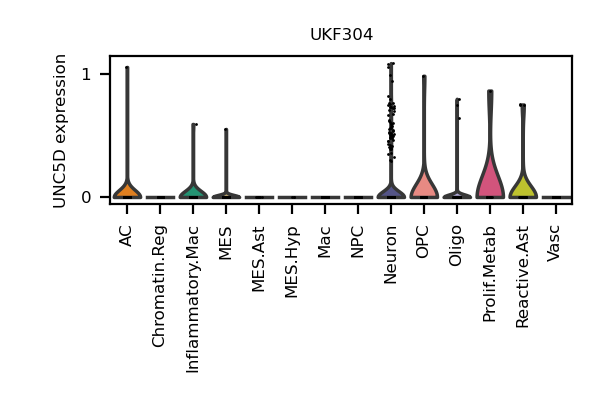 UKF304
UNC5D expression
1
0
AC
Chromatin.Reg
Inflammatory.Mac
MES
MES.Ast
MES.Hyp
Mac
NPC
Neuron
OPC
Oligo
Prolif.Metab
Reactive.Ast
Vasc